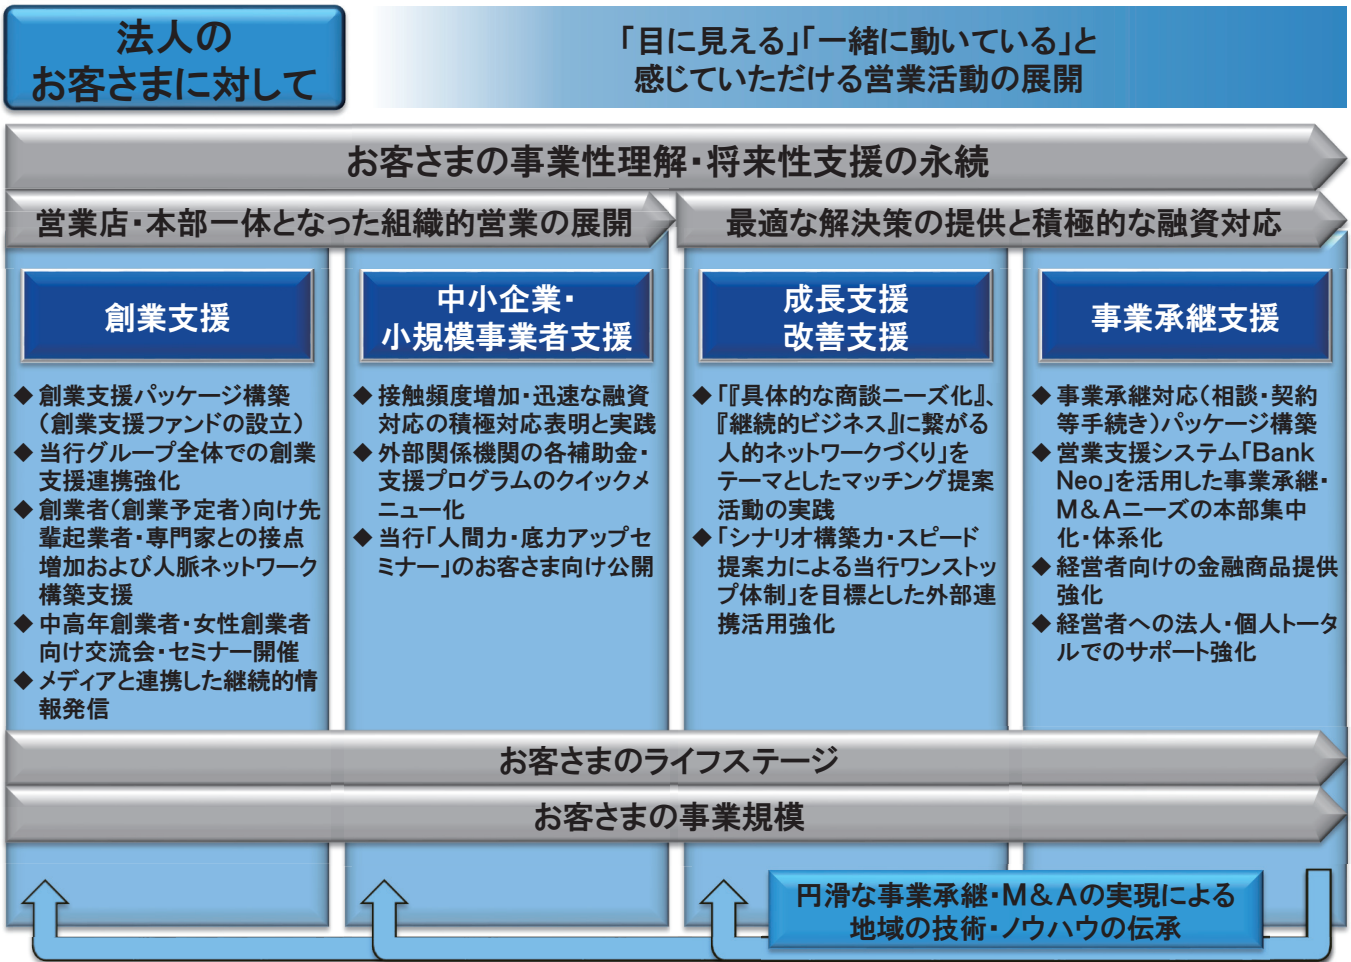 法人の
お客さまに対して
「目に見える」「一緒に動いている」と
感じていただける営業活動の展開
お客さまの事業性理解・将来性支援の永続
営業店・本部一体となった組織的営業の展開
最適な解決策の提供と積極的な融資対応
創業支援
◆創業支援パッケージ構築
（創業支援ファンドの設立）
◆当行グループ全体での創業
支援連携強化
◆創業者（創業予定者）向け先
輩起業者・専門家との接点
増加および人脈ネットワーク
構築支援
◆中高年創業者・女性創業者
向け交流会・セミナー開催
◆メディアと連携した継続的情
報発信
中小企業・
小規模事業者支援
◆接触頻度増加・迅速な融資
対応の積極対応表明と実践
◆外部関係機関の各補助金・
支援プログラムのクイックメ
ニュー化
◆当行「人間力・底力アップセ
ミナー」のお客さま向け公開
成長支援
改善支援
◆「『具体的な商談ニーズ化』、
『継続的ビジネス』に繋がる
人的ネットワークづくり」を
テーマとしたマッチング提案
活動の実践
◆「シナリオ構築力・スピード
提案力による当行ワンストッ
プ体制」を目標とした外部連
携活用強化
事業承継支援
◆事業承継対応（相談・契約
等手続き）パッケージ構築
◆営業支援システム「Bank
Neo」を活用した事業承継・
M＆Aニーズの本部集中
化・体系化
◆経営者向けの金融商品提供
強化
◆経営者への法人・個人トータ
ルでのサポート強化
お客さまのライフステージ
お客さまの事業規模
円滑な事業承継・M＆Aの実現による
地域の技術・ノウハウの伝承